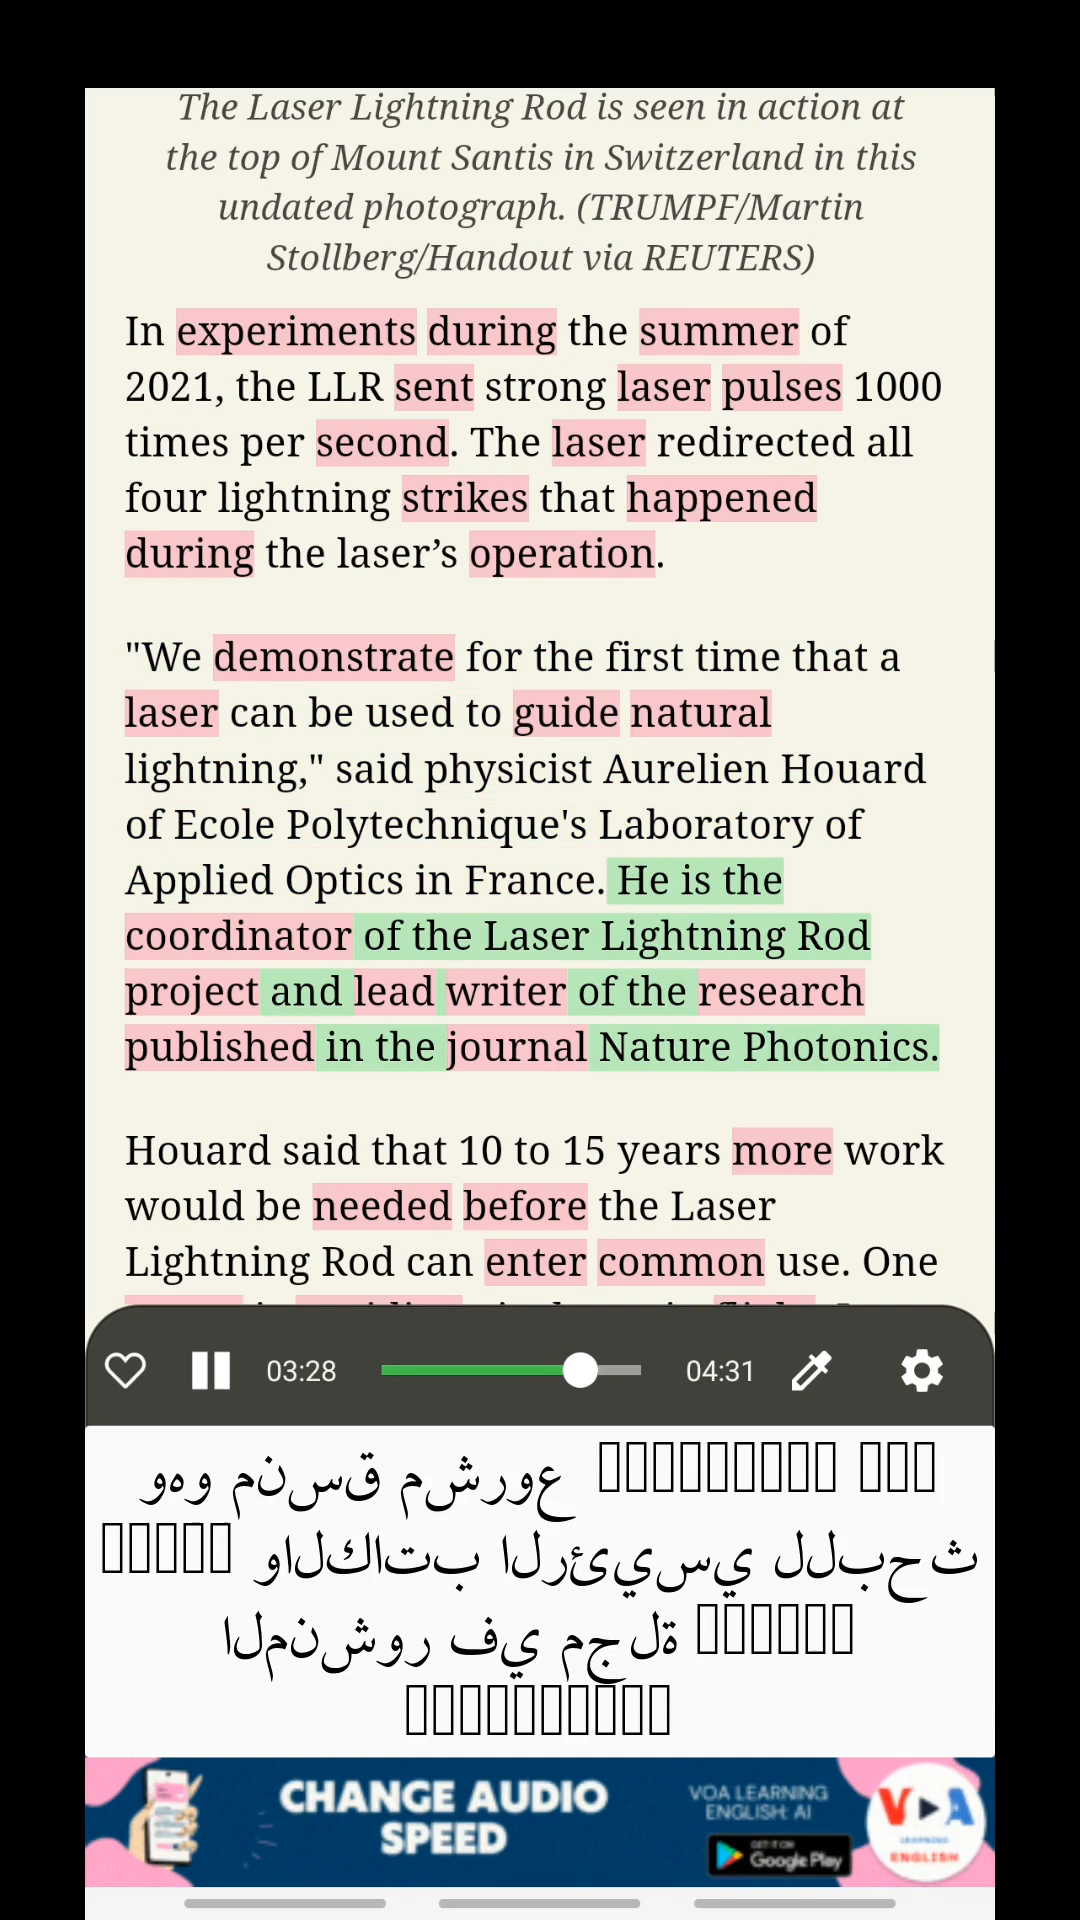 The Laser Lightning Rod is seen in action at
the top of Mount Santis in Switzerland in this
undated photograph. (TRUMPF/Martin
Stollberg/Handout via REUTERS)
In experiments during the summer of
2021, the LLR sent strong laser pulses 1000
times per second. The laser redirected all
four lightning strikes that happened
during the laser’s operation.
"We demonstrate for the first time that a
laser can be used to guide natural
lightning," said physicist Aurelien Houard
of Ecole Polytechnique's Laboratory of
Applied Optics in France. He is the
coordinator of the Laser Lightning Rod
project and lead writer of the research
published in the journal Nature Photonics.
Houard said that 10 to 15 years more work
would be needed before the Laser
Lightning Rod can enter common use. One
03:28
04:31
وهو منسق مشروع
والكاتب الرئيسي للبحث
المنشور في مجلة
CHANGE AUDIO
SPEED
VOA LEARNING
ENGLISH: AI
GET IT ON
Google Play
VOA
LEARNING
ENGLISH